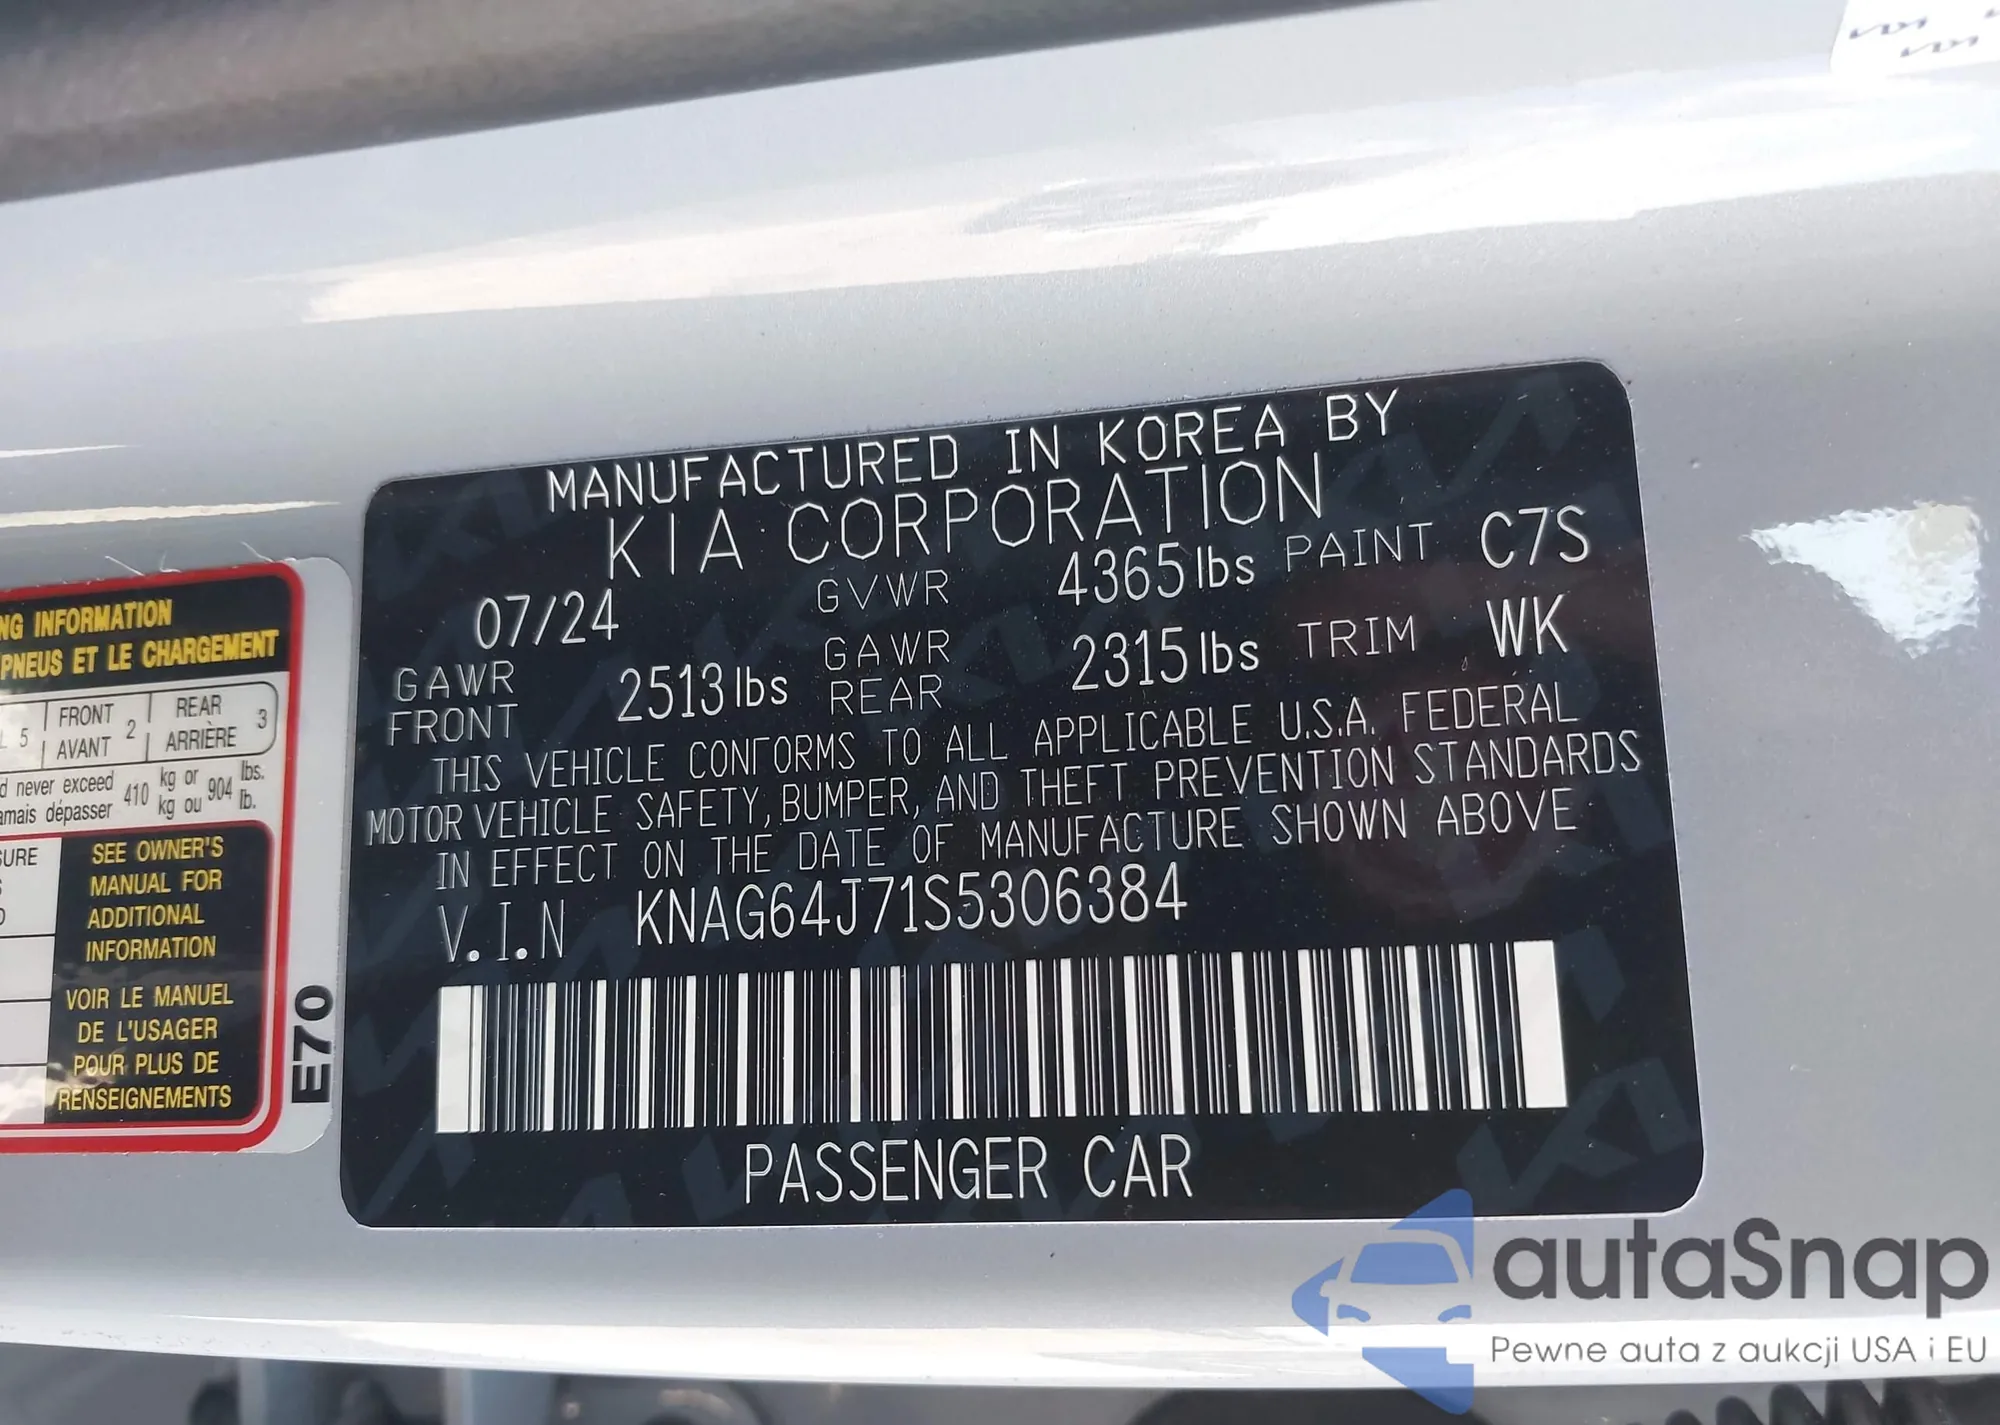 MANUFACTURED IN KOREA BY
KIA CORPORATION
07/24 GVWR 4365 lbs PAINT C7S
GAWR FRONT 2513 lbs GAWR REAR 2315 lbs TRIM WK
THIS VEHICLE CONFORMS TO ALL APPLICABLE U.S.A. FEDERAL
MOTOR VEHICLE SAFETY, BUMPER, AND THEFT PREVENTION STANDARDS
IN EFFECT ON THE DATE OF MANUFACTURE SHOWN ABOVE
V.I.N KNAG64J71S5306384
PASSENGER CAR
INFORMATION
PNEUS ET LE CHARGEMENT
5 FRONT AVANT 2 REAR ARRIÈRE 3
never exceed 410 kg or 904 lbs.
dépasser kg ou lb.
SEE OWNER'S
MANUAL FOR
ADDITIONAL
INFORMATION
VOIR LE MANUEL
DE L'USAGER
POUR PLUS DE
RENSEIGNEMENTS
E70
autaSnap
Pewne auta z aukcji USA i EU